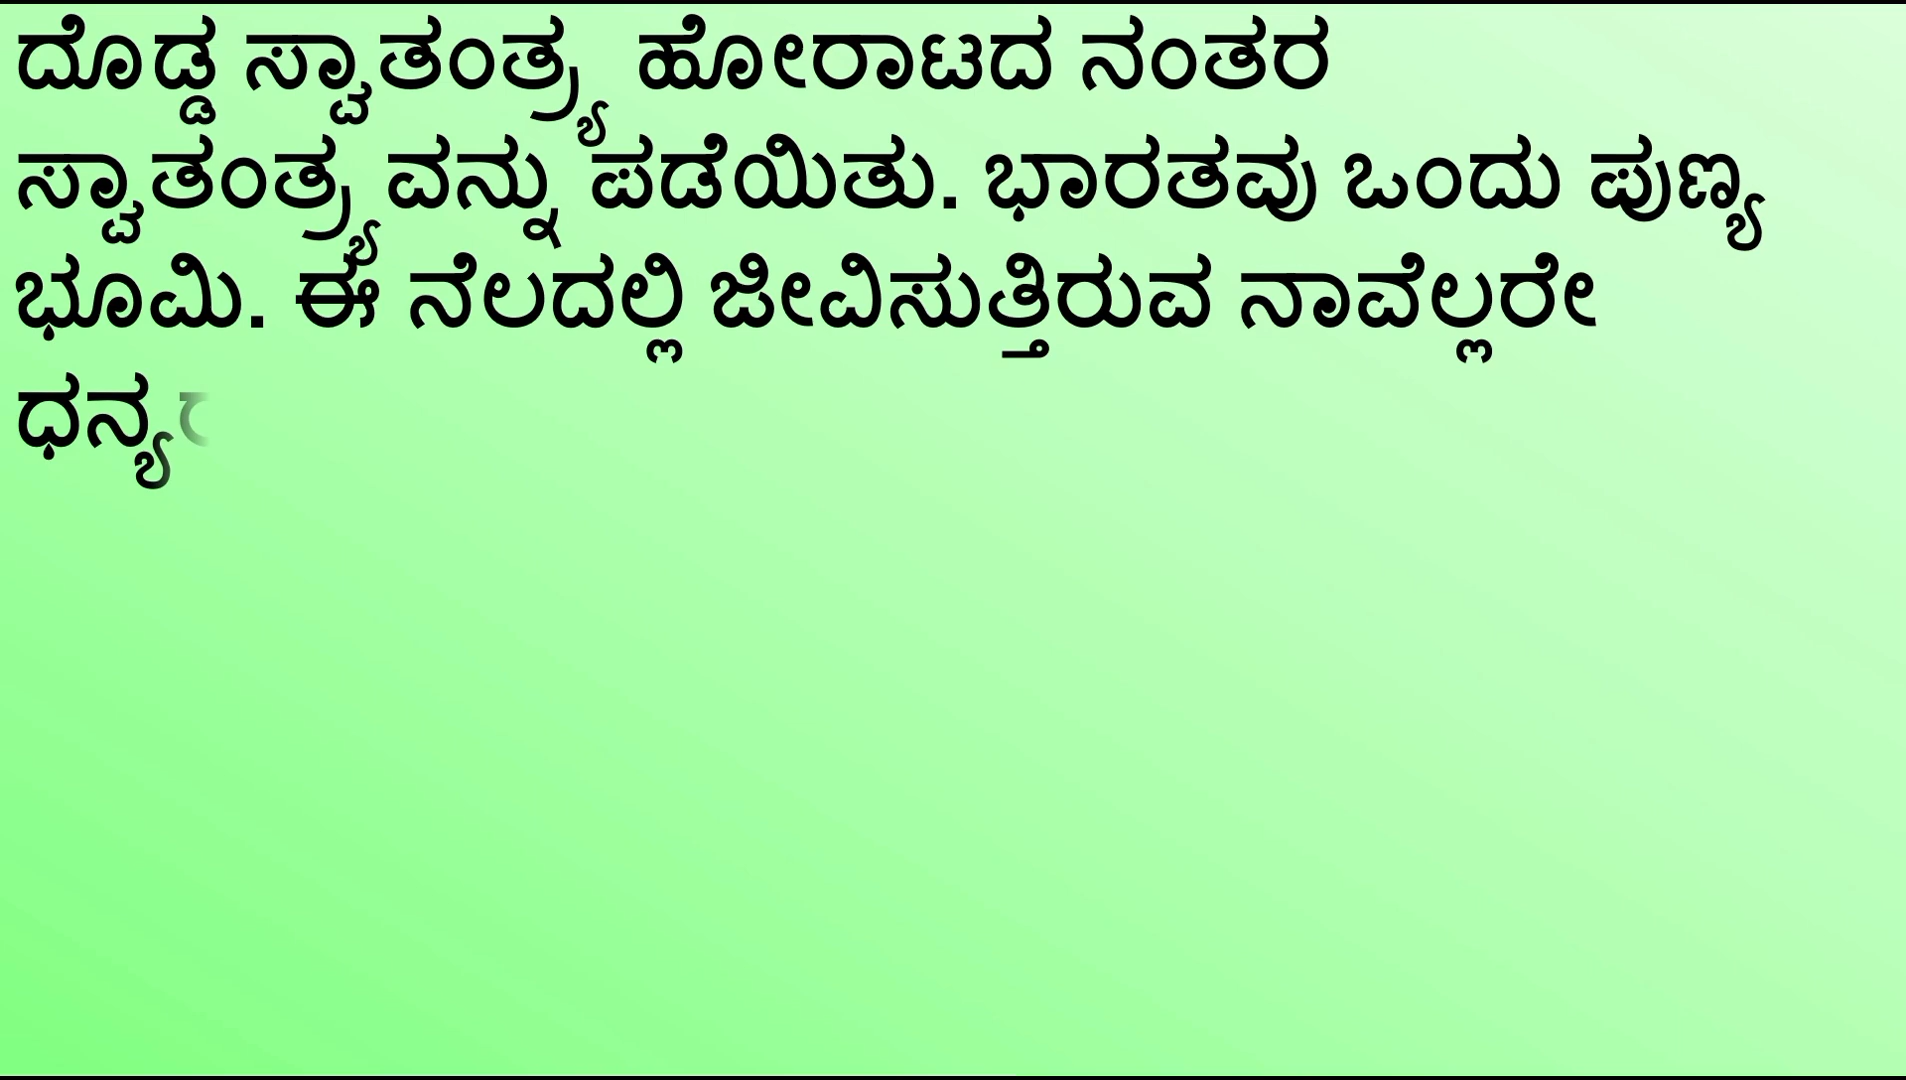 ದೊಡ್ಡ ಸ್ವಾತಂತ್ರ್ಯ ಹೋರಾಟದ ನಂತರ
ಸ್ವಾತಂತ್ರ್ಯವನ್ನು ಪಡೆಯಿತು. ಭಾರತವು ಒಂದು ಪುಣ್ಯ
ಭೂಮಿ. ಈ ನೆಲದಲ್ಲಿ ಜೀವಿಸುತ್ತಿರುವ ನಾವೆಲ್ಲರೇ
ಧನ್ಯ